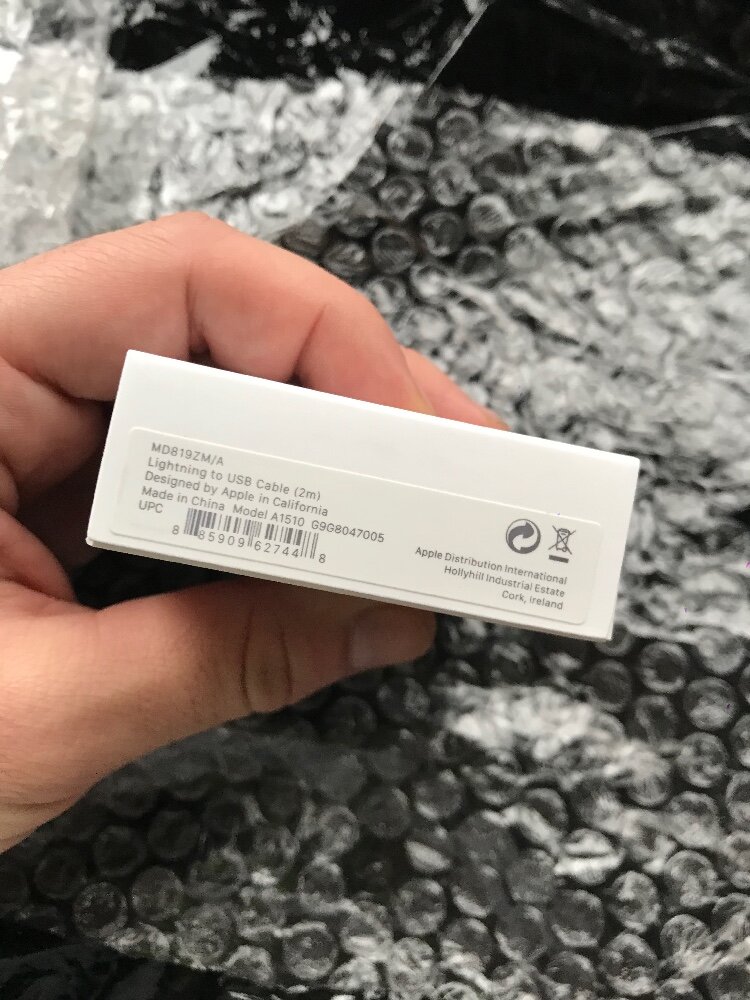 MD819ZM/A
Lightning to USB Cable (2m)
Designed by Apple in California
Made in China Model A1510 G9G8047005
UPC
8 85909 62744 8
Apple Distribution International
Hollyhill Industrial Estate
Cork, Ireland